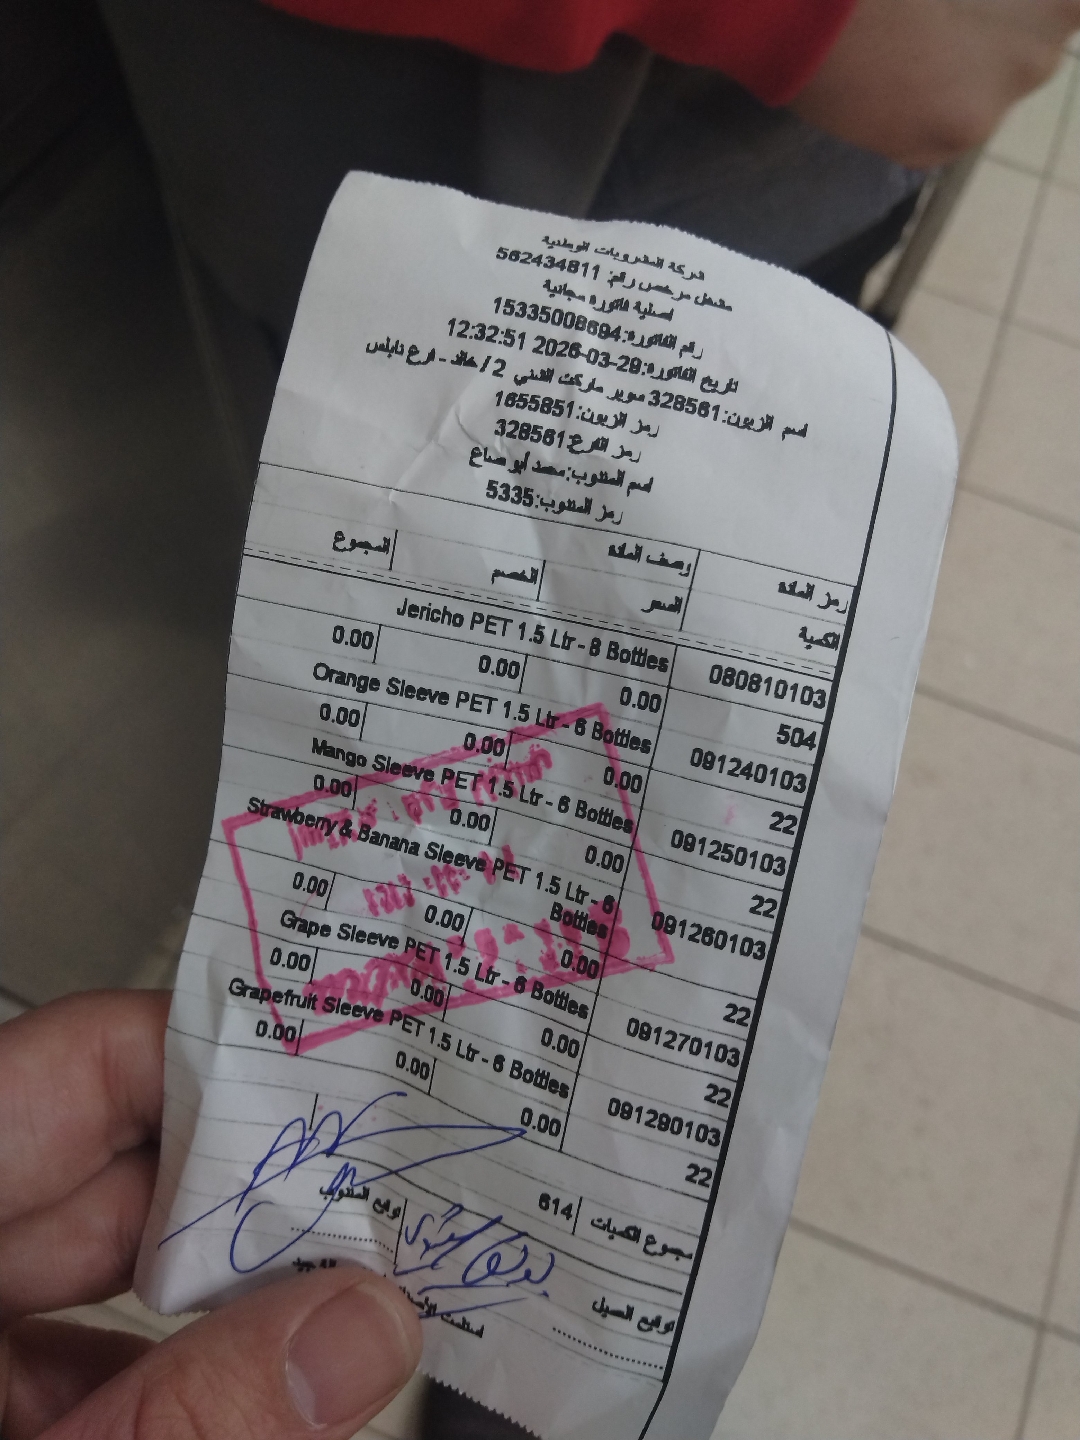 شركة المشروبات الوطنية
مشتغل مرخص رقم: 562434811
اصلية فاتورة مجانية
رقم الفاتورة:15335008694
تاريخ الفاتورة:2026-03-29 12:32:51
اسم الزبون:328561 سوبر ماركت الشني 2 / خالد - فرع نابلس
رمز الزبون:1655851
رمز الفرع:328561
اسم المندوب:محمد أبو صاع
رمز المندوب:5335
رمز المادة وصف المادة المجموع
الكمية السعر الخصم
080810103 Jericho PET 1.5 Ltr - 8 Bottles
504 0.00 0.00 0.00
091240103 Orange Sleeve PET 1.5 Ltr - 6 Bottles
22 0.00 0.00 0.00
091250103 Mango Sleeve PET 1.5 Ltr - 6 Bottles
22 0.00 0.00 0.00
091260103 Strawberry & Banana Sleeve PET 1.5 Ltr - 6
Bottles
22 0.00 0.00 0.00
091270103 Grape Sleeve PET 1.5 Ltr - 6 Bottles
22 0.00 0.00 0.00
091290103 Grapefruit Sleeve PET 1.5 Ltr - 6 Bottles
22 0.00 0.00 0.00
مجموع الكميات 614
توقيع العميل توقيع المندوب
استلمت